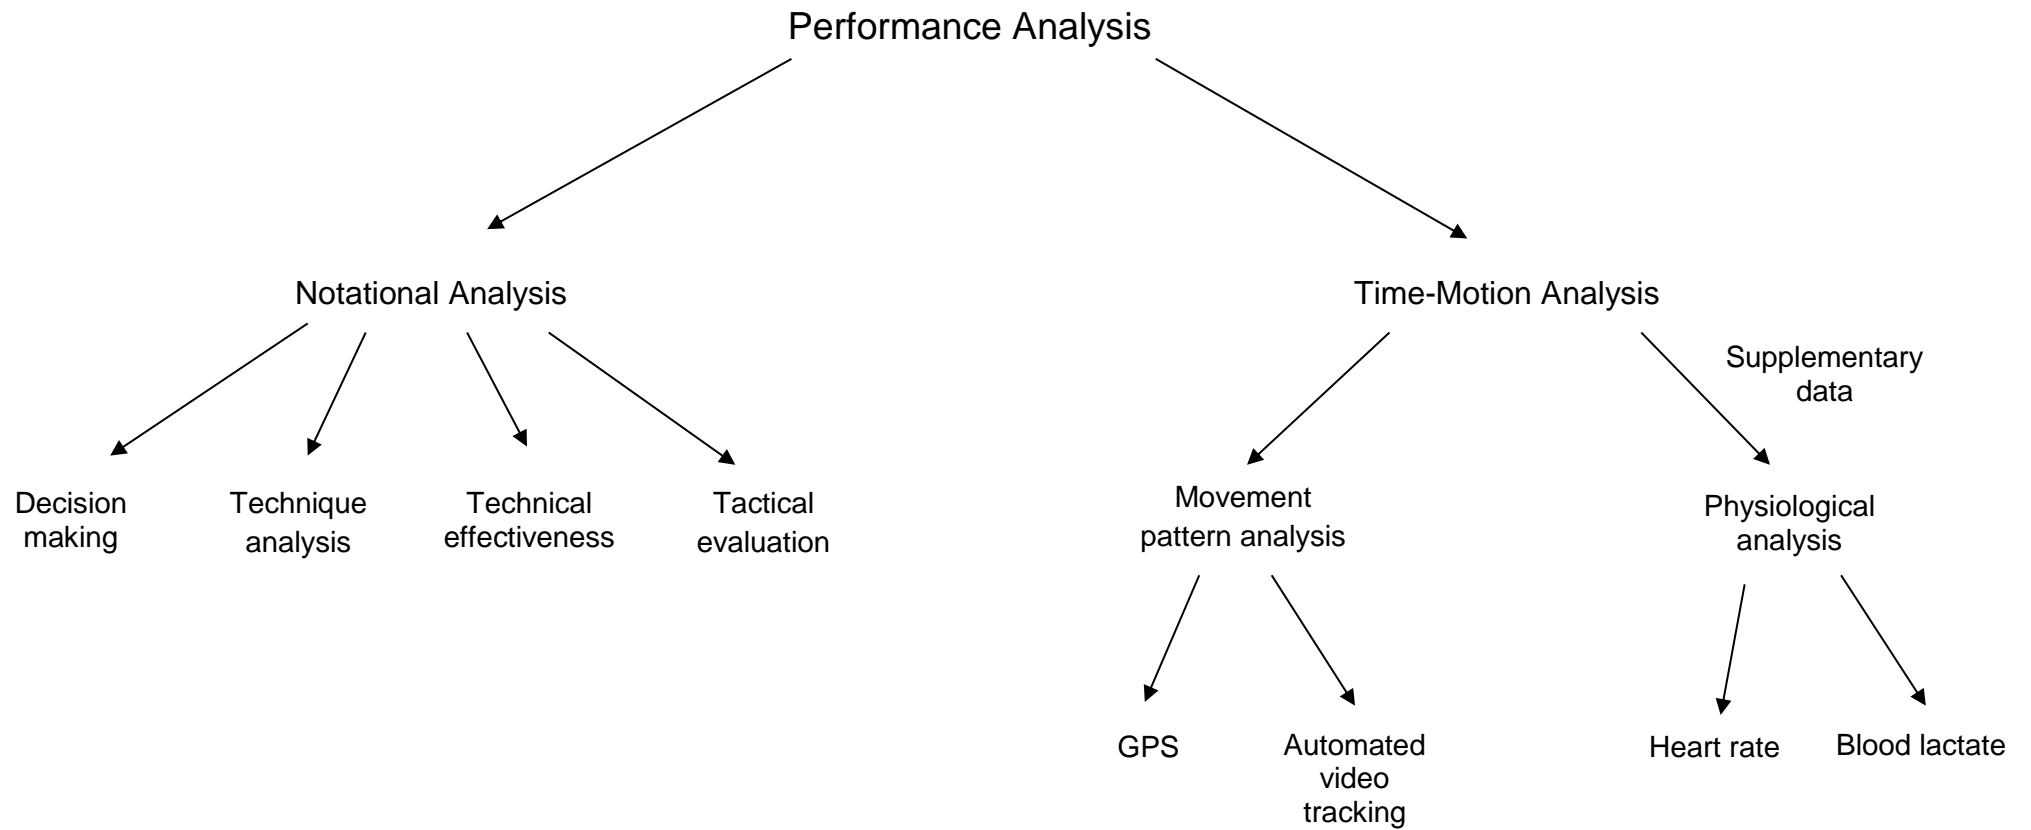 Performance Analysis
Notational Analysis
Time-Motion Analysis
Supplementary
data
Decision
making
Technique
analysis
Technical
effectiveness
Tactical
evaluation
Movement
pattern analysis
Physiological
analysis
GPS
Automated
video
tracking
Heart rate
Blood lactate